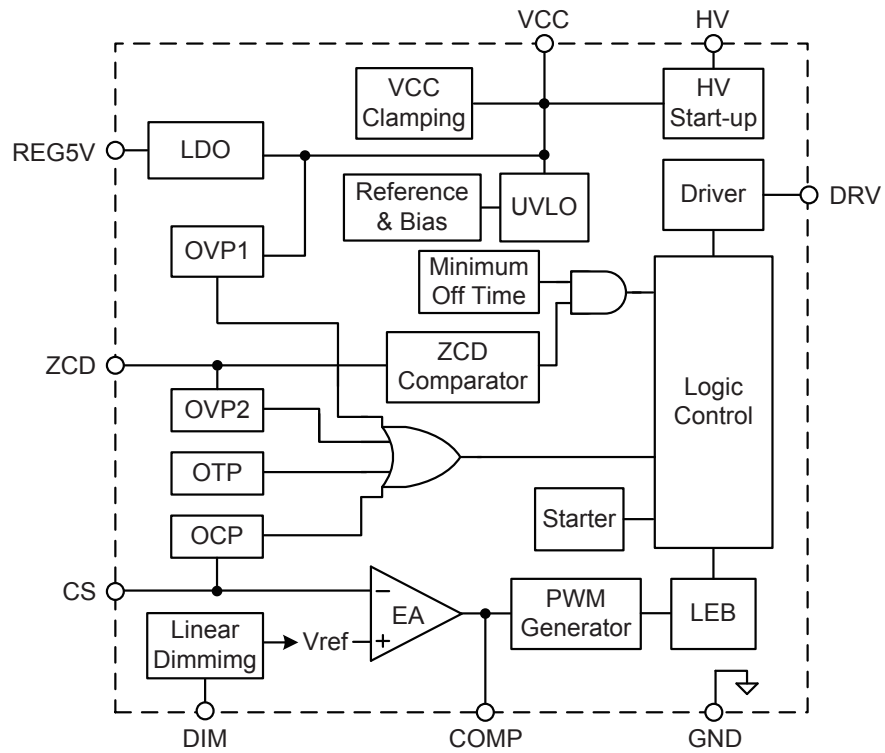 VCC
HV
VCC
Clamping
HV
Start-up
REG5V
LDO
Reference
& Bias
UVLO
Driver
DRV
OVP1
Minimum
Off Time
ZCD
ZCD
Comparator
Logic
Control
OVP2
OTP
Starter
OCP
CS
−
EA
+
PWM
Generator
LEB
Linear
Dimmimg
Vref
DIM
COMP
GND